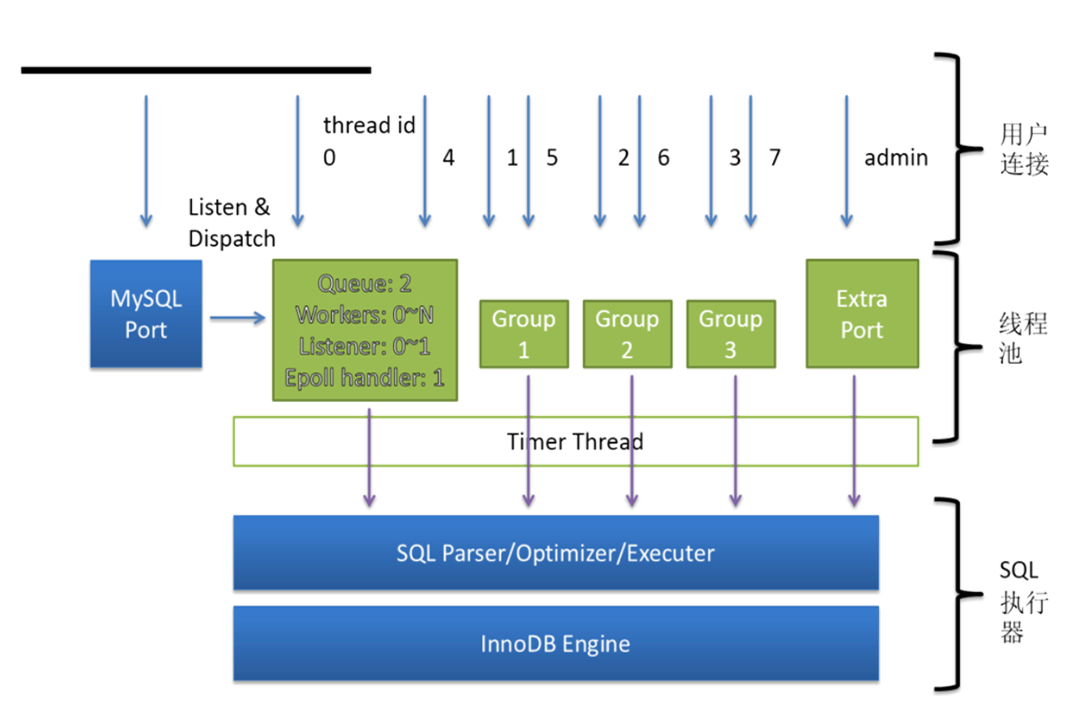 thread id
0
4
1
5
2
6
3
7
admin
用户
连接
Listen &
Dispatch
MySQL
Port
Queue: 2
Workers: 0~N
Listener: 0~1
Epoll handler: 1
Group
1
Group
2
Group
3
Extra
Port
线程
池
Timer Thread
SQL Parser/Optimizer/Executer
InnoDB Engine
SQL
执行
器